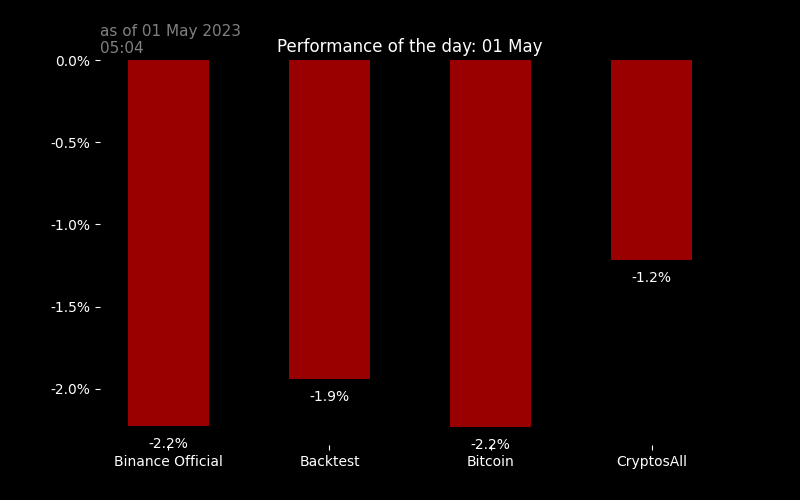 as of 01 May 2023
05:04
Performance of the day: 01 May
0.0%
-0.5%
-1.0%
-1.5%
-2.0%
-2.2%
-1.9%
-2.2%
-1.2%
Binance Official
Backtest
Bitcoin
CryptosAll